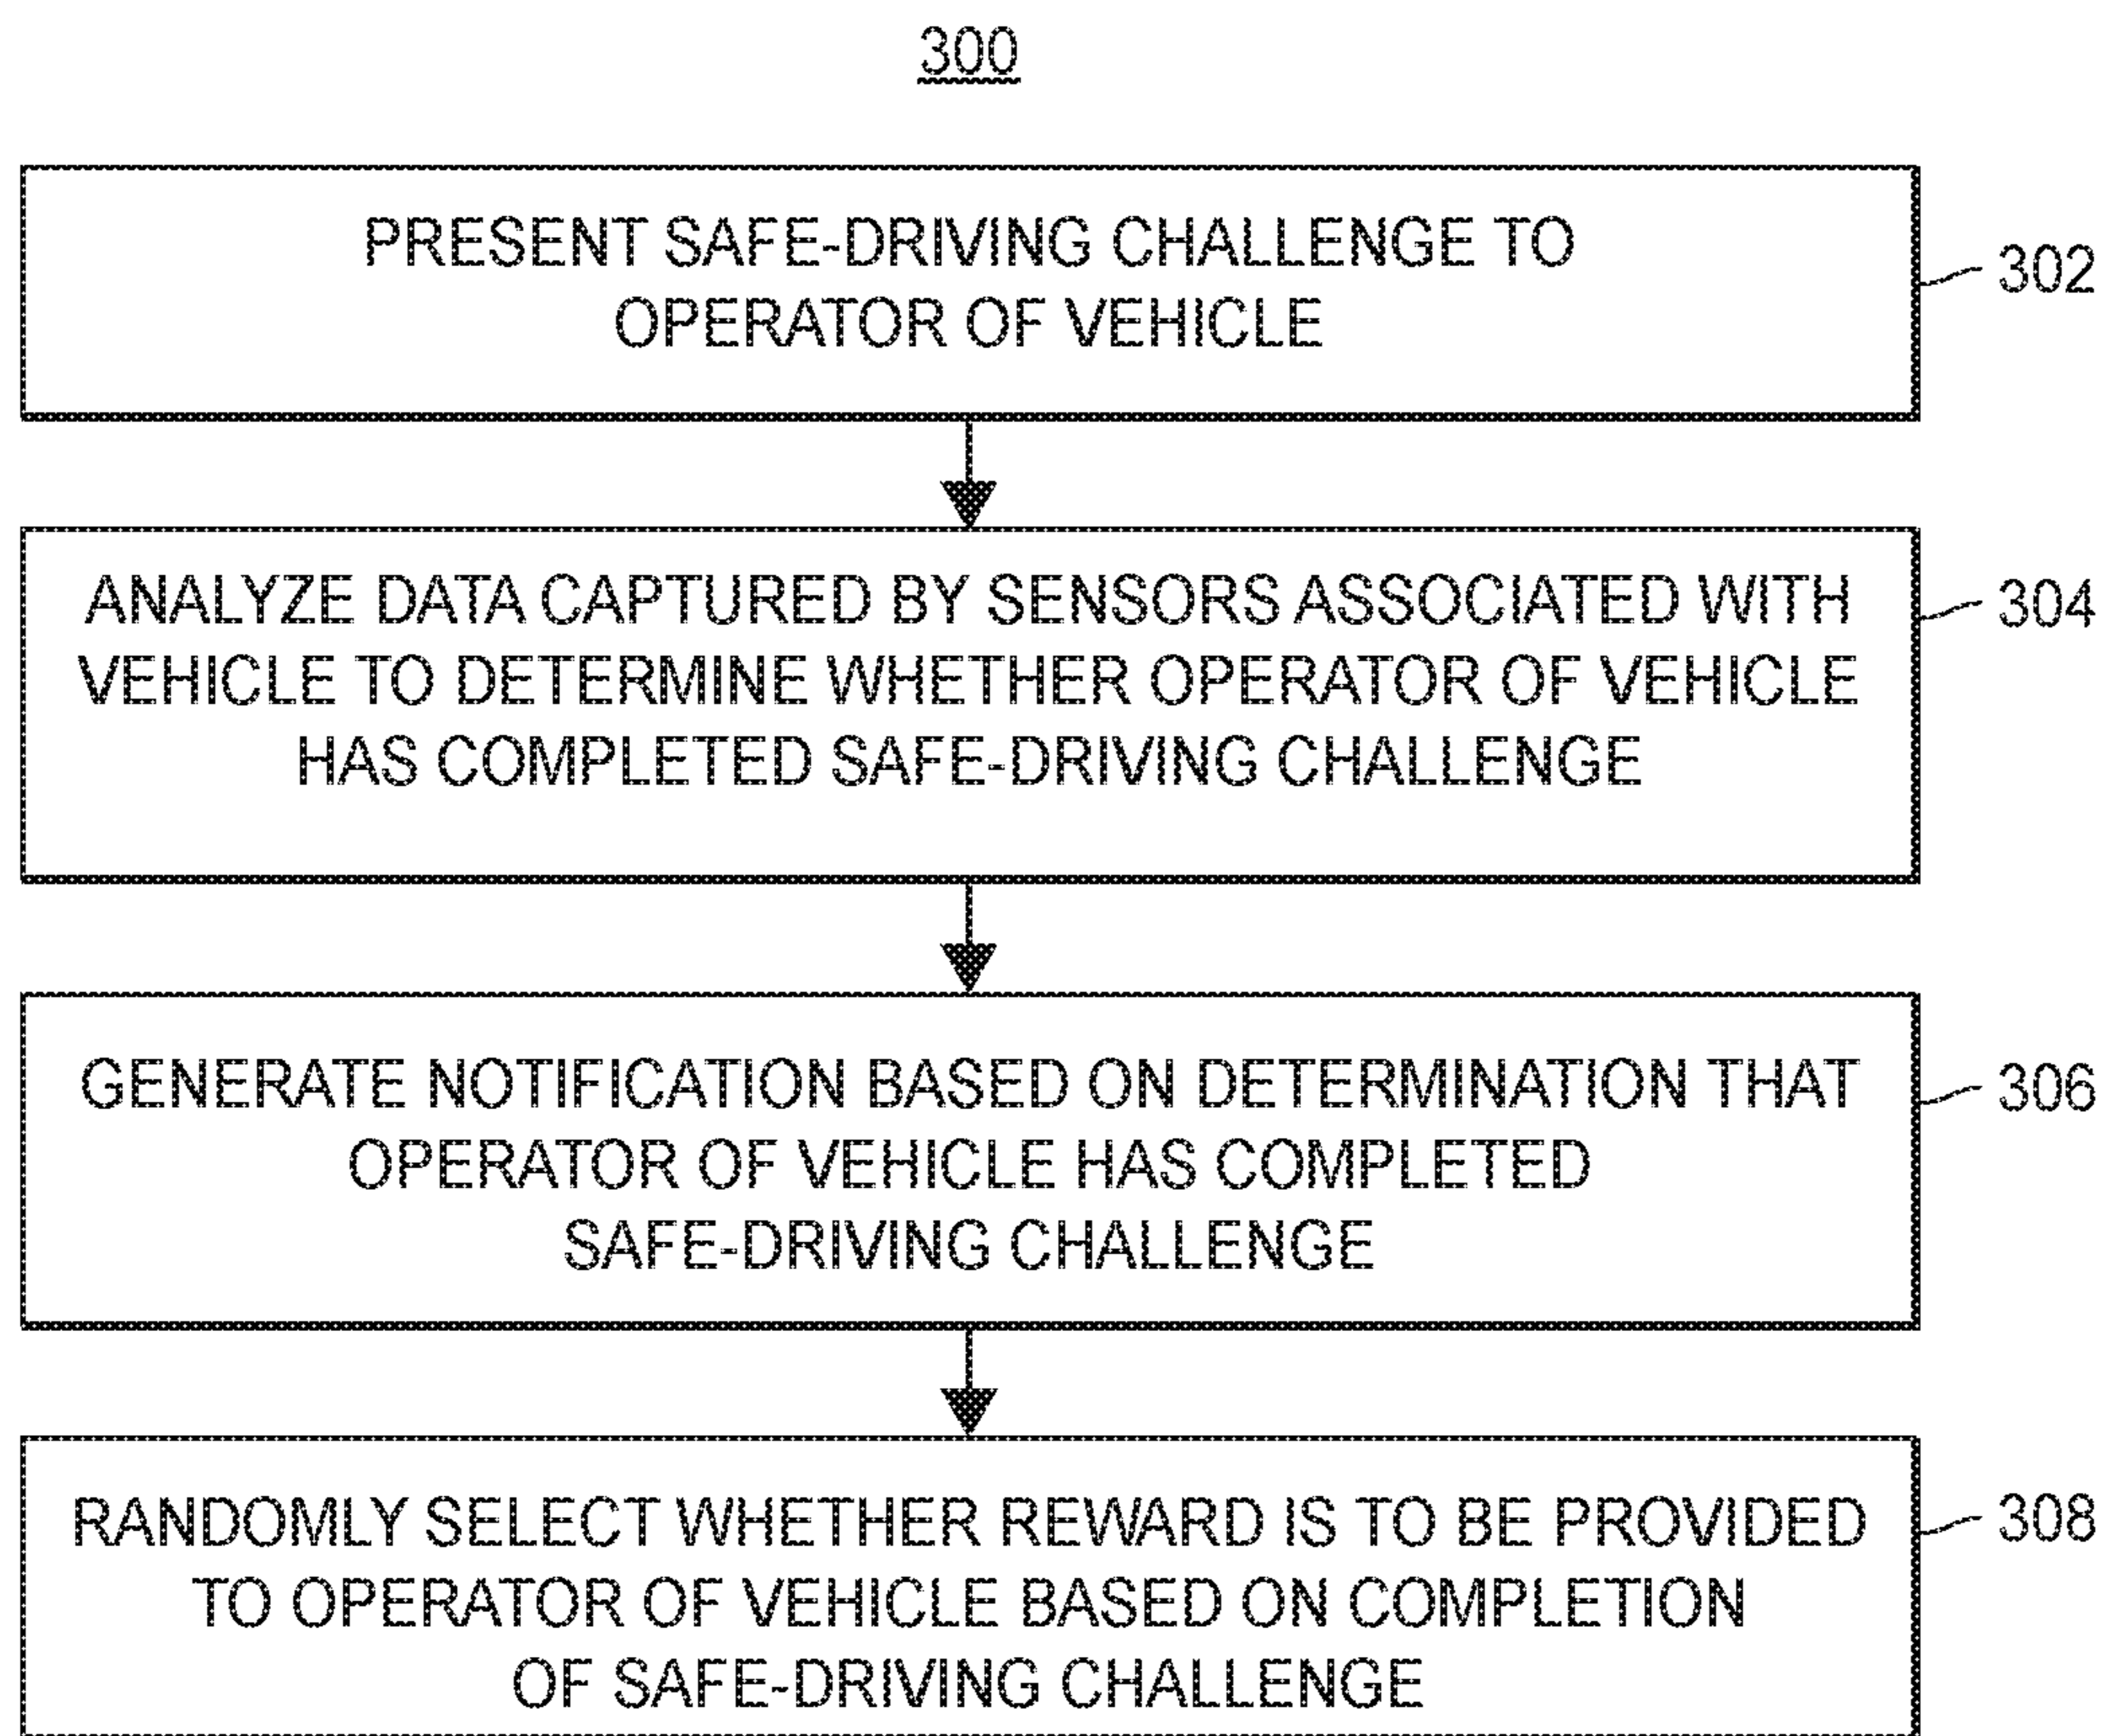 300
PRESENT SAFE-DRIVING CHALLENGE TO
OPERATOR OF VEHICLE
302
ANALYZE DATA CAPTURED BY SENSORS ASSOCIATED WITH
VEHICLE TO DETERMINE WHETHER OPERATOR OF VEHICLE
HAS COMPLETED SAFE-DRIVING CHALLENGE
304
GENERATE NOTIFICATION BASED ON DETERMINATION THAT
OPERATOR OF VEHICLE HAS COMPLETED
SAFE-DRIVING CHALLENGE
306
RANDOMLY SELECT WHETHER REWARD IS TO BE PROVIDED
TO OPERATOR OF VEHICLE BASED ON COMPLETION
OF SAFE-DRIVING CHALLENGE
308